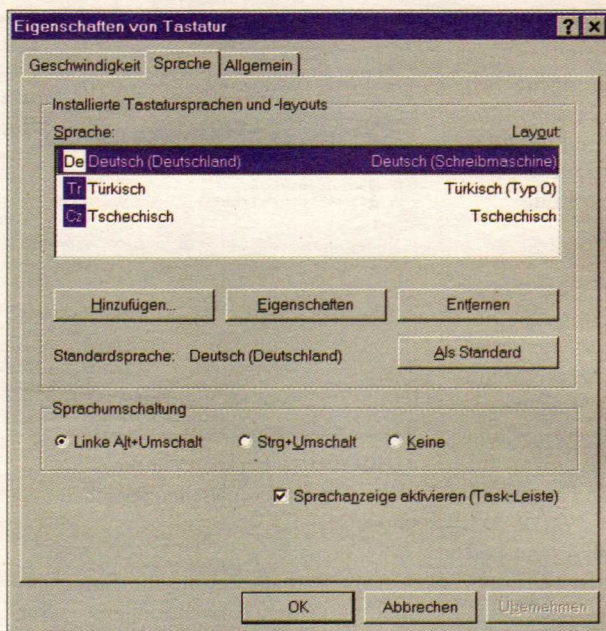 Eigenschaften von Tastatur
Geschwindigkeit Sprache Allgemein
Installierte Tastatursprachen und -layouts
Sprache: Layout:
De Deutsch (Deutschland) Deutsch (Schreibmaschine)
Tr Türkisch Türkisch (Typ Q)
Cz Tschechisch Tschechisch
Hinzufügen... Eigenschaften Entfernen
Standardsprache: Deutsch (Deutschland) Als Standard
Sprachumschaltung
Linke Alt+Umschalt Strg+Umschalt Keine
Sprachanzeige aktivieren (Task-Leiste)
OK Abbrechen Übernehmen